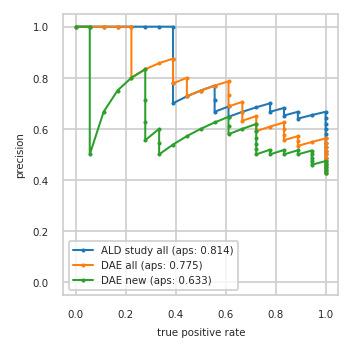 1.0
0.8
0.6
0.4
0.2
0.0
precision
ALD study all (aps: 0.814)
DAE all (aps: 0.775)
DAE new (aps: 0.633)
0.0 0.2 0.4 0.6 0.8 1.0
true positive rate